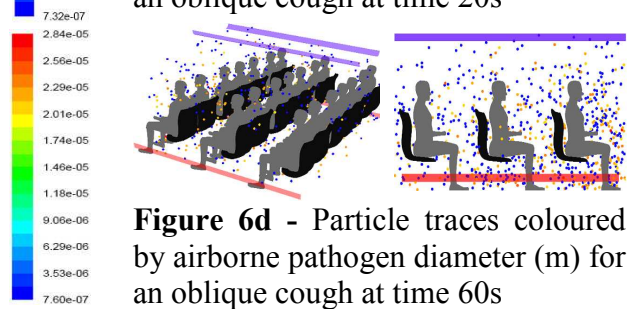 an oblique cough at time 20s
7.32e-07
2.84e-05
2.56e-05
2.29e-05
2.01e-05
1.74e-05
1.46e-05
1.18e-05
9.06e-06
6.29e-06
3.53e-06
7.60e-07
Figure 6d - Particle traces coloured
by airborne pathogen diameter (m) for
an oblique cough at time 60s